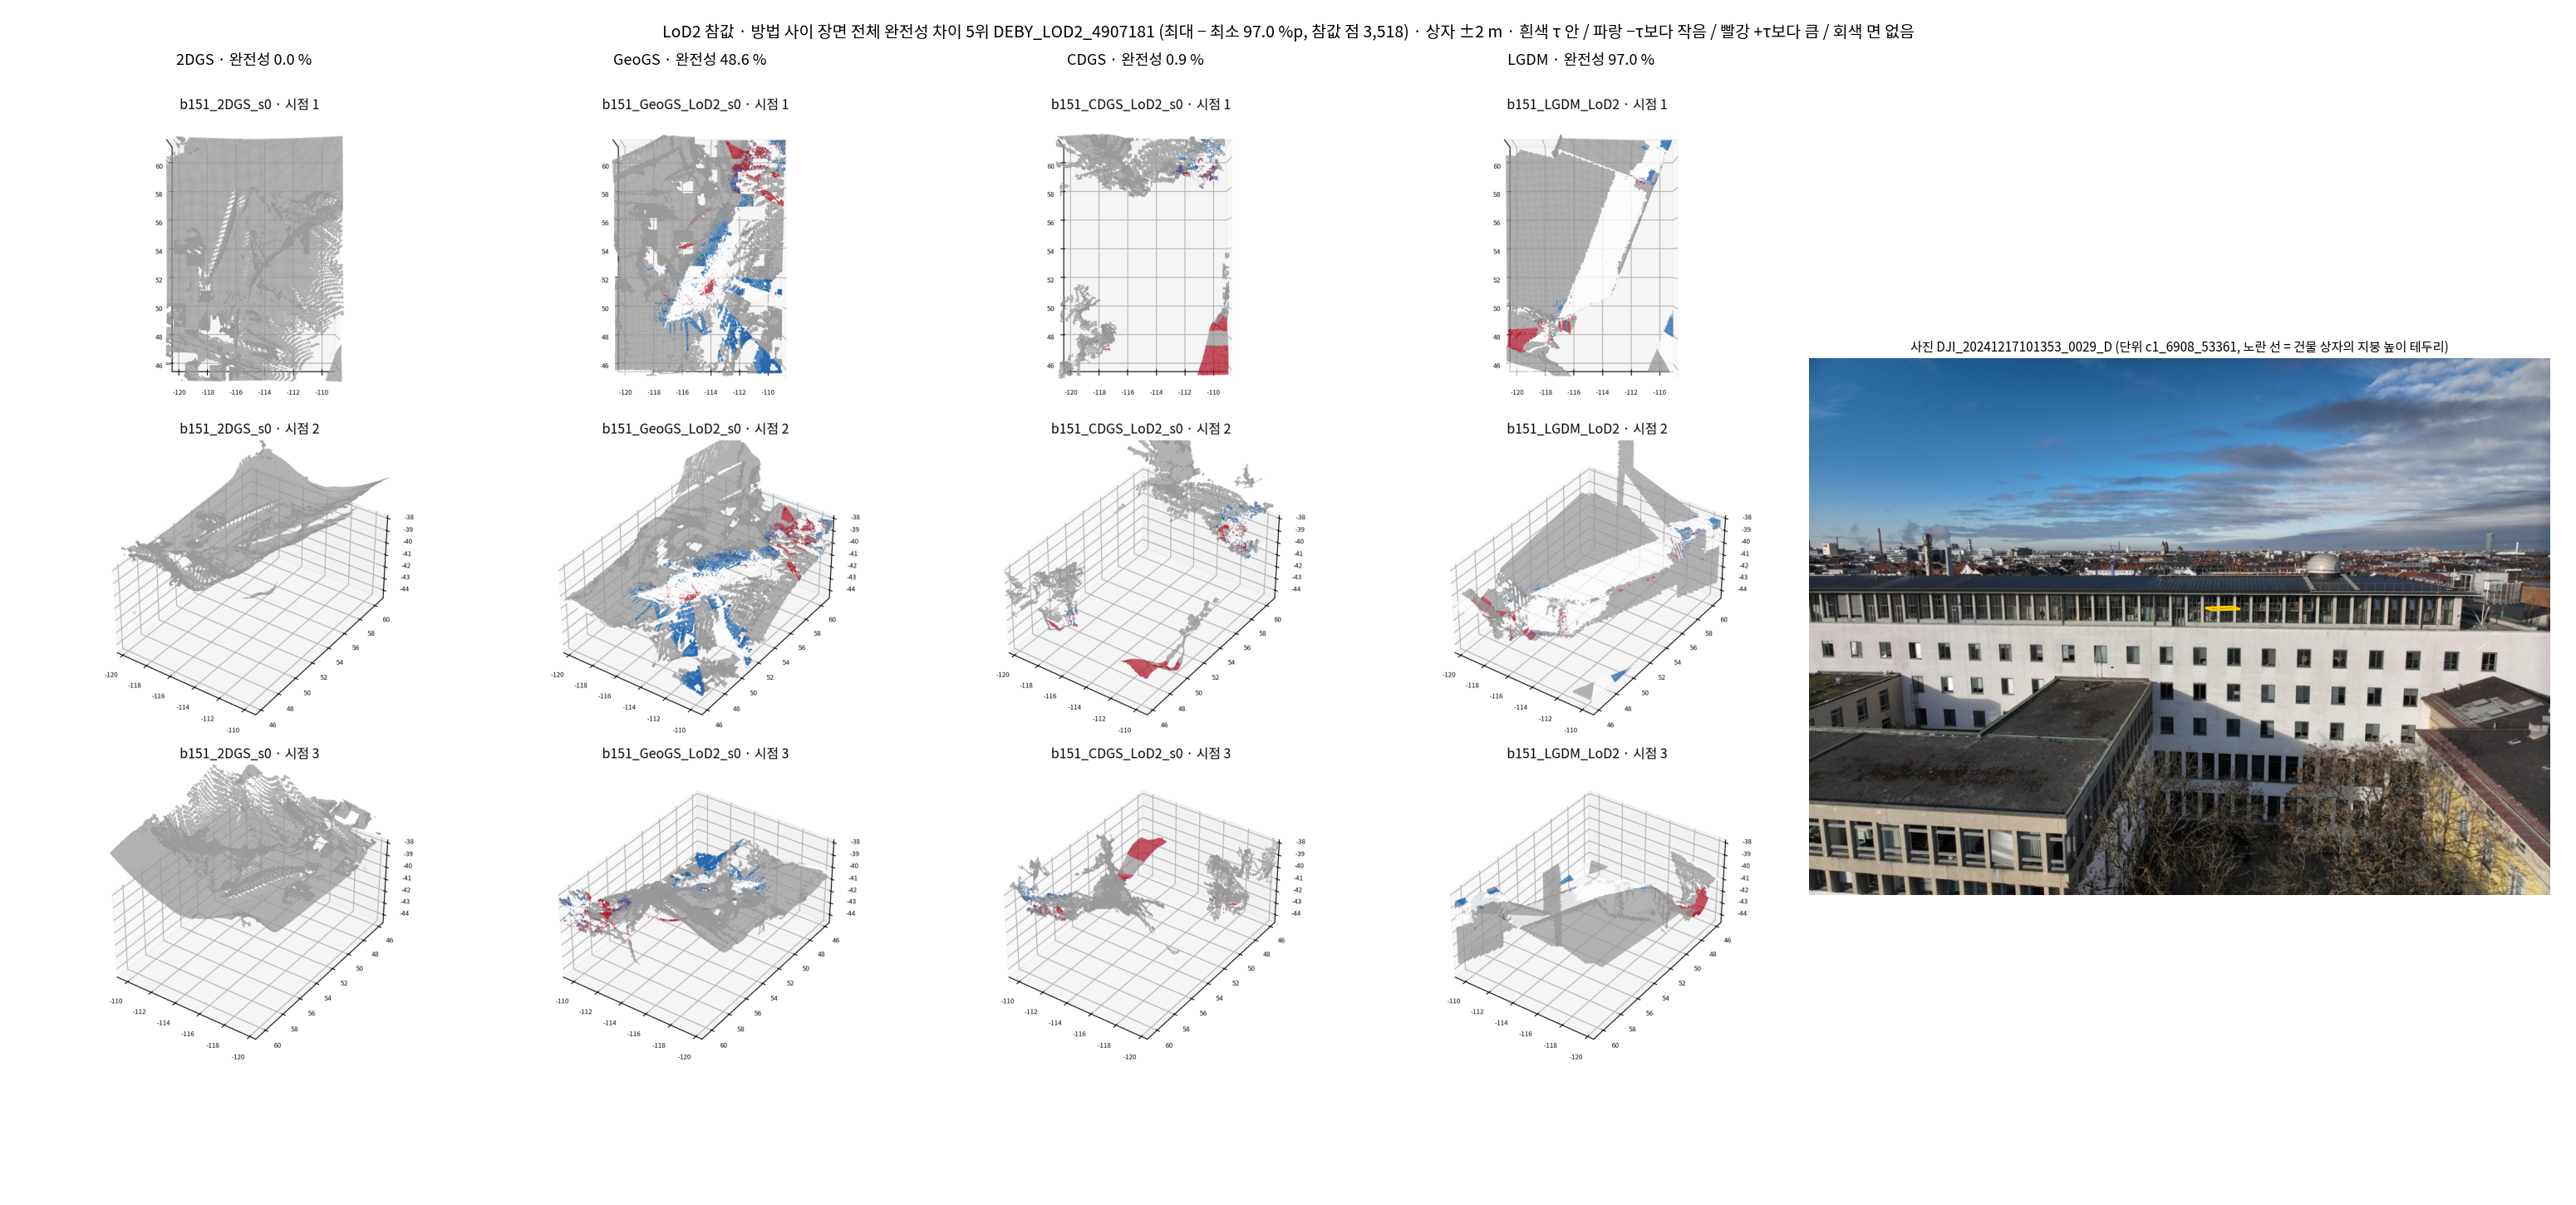 LoD2 참값 · 방법 사이 장면 전체 완전성 차이 5위 DEBY_LOD2_4907181 (최대 − 최소 97.0 %p, 참값 점 3,518) · 상자 ±2 m · 흰색 τ 안 / 파랑 −τ보다 작음 / 빨강 +τ보다 큼 / 회색 면 없음
2DGS · 완전성 0.0 %
GeoGS · 완전성 48.6 %
CDGS · 완전성 0.9 %
LGDM · 완전성 97.0 %
b151_2DGS_s0 · 시점 1
b151_GeoGS_LoD2_s0 · 시점 1
b151_CDGS_LoD2_s0 · 시점 1
b151_LGDM_LoD2 · 시점 1
사진 DJI_20241217101353_0029_D (단위 c1_6908_53361, 노란 선 = 건물 상자의 지붕 높이 테두리)
b151_2DGS_s0 · 시점 2
b151_GeoGS_LoD2_s0 · 시점 2
b151_CDGS_LoD2_s0 · 시점 2
b151_LGDM_LoD2 · 시점 2
b151_2DGS_s0 · 시점 3
b151_GeoGS_LoD2_s0 · 시점 3
b151_CDGS_LoD2_s0 · 시점 3
b151_LGDM_LoD2 · 시점 3